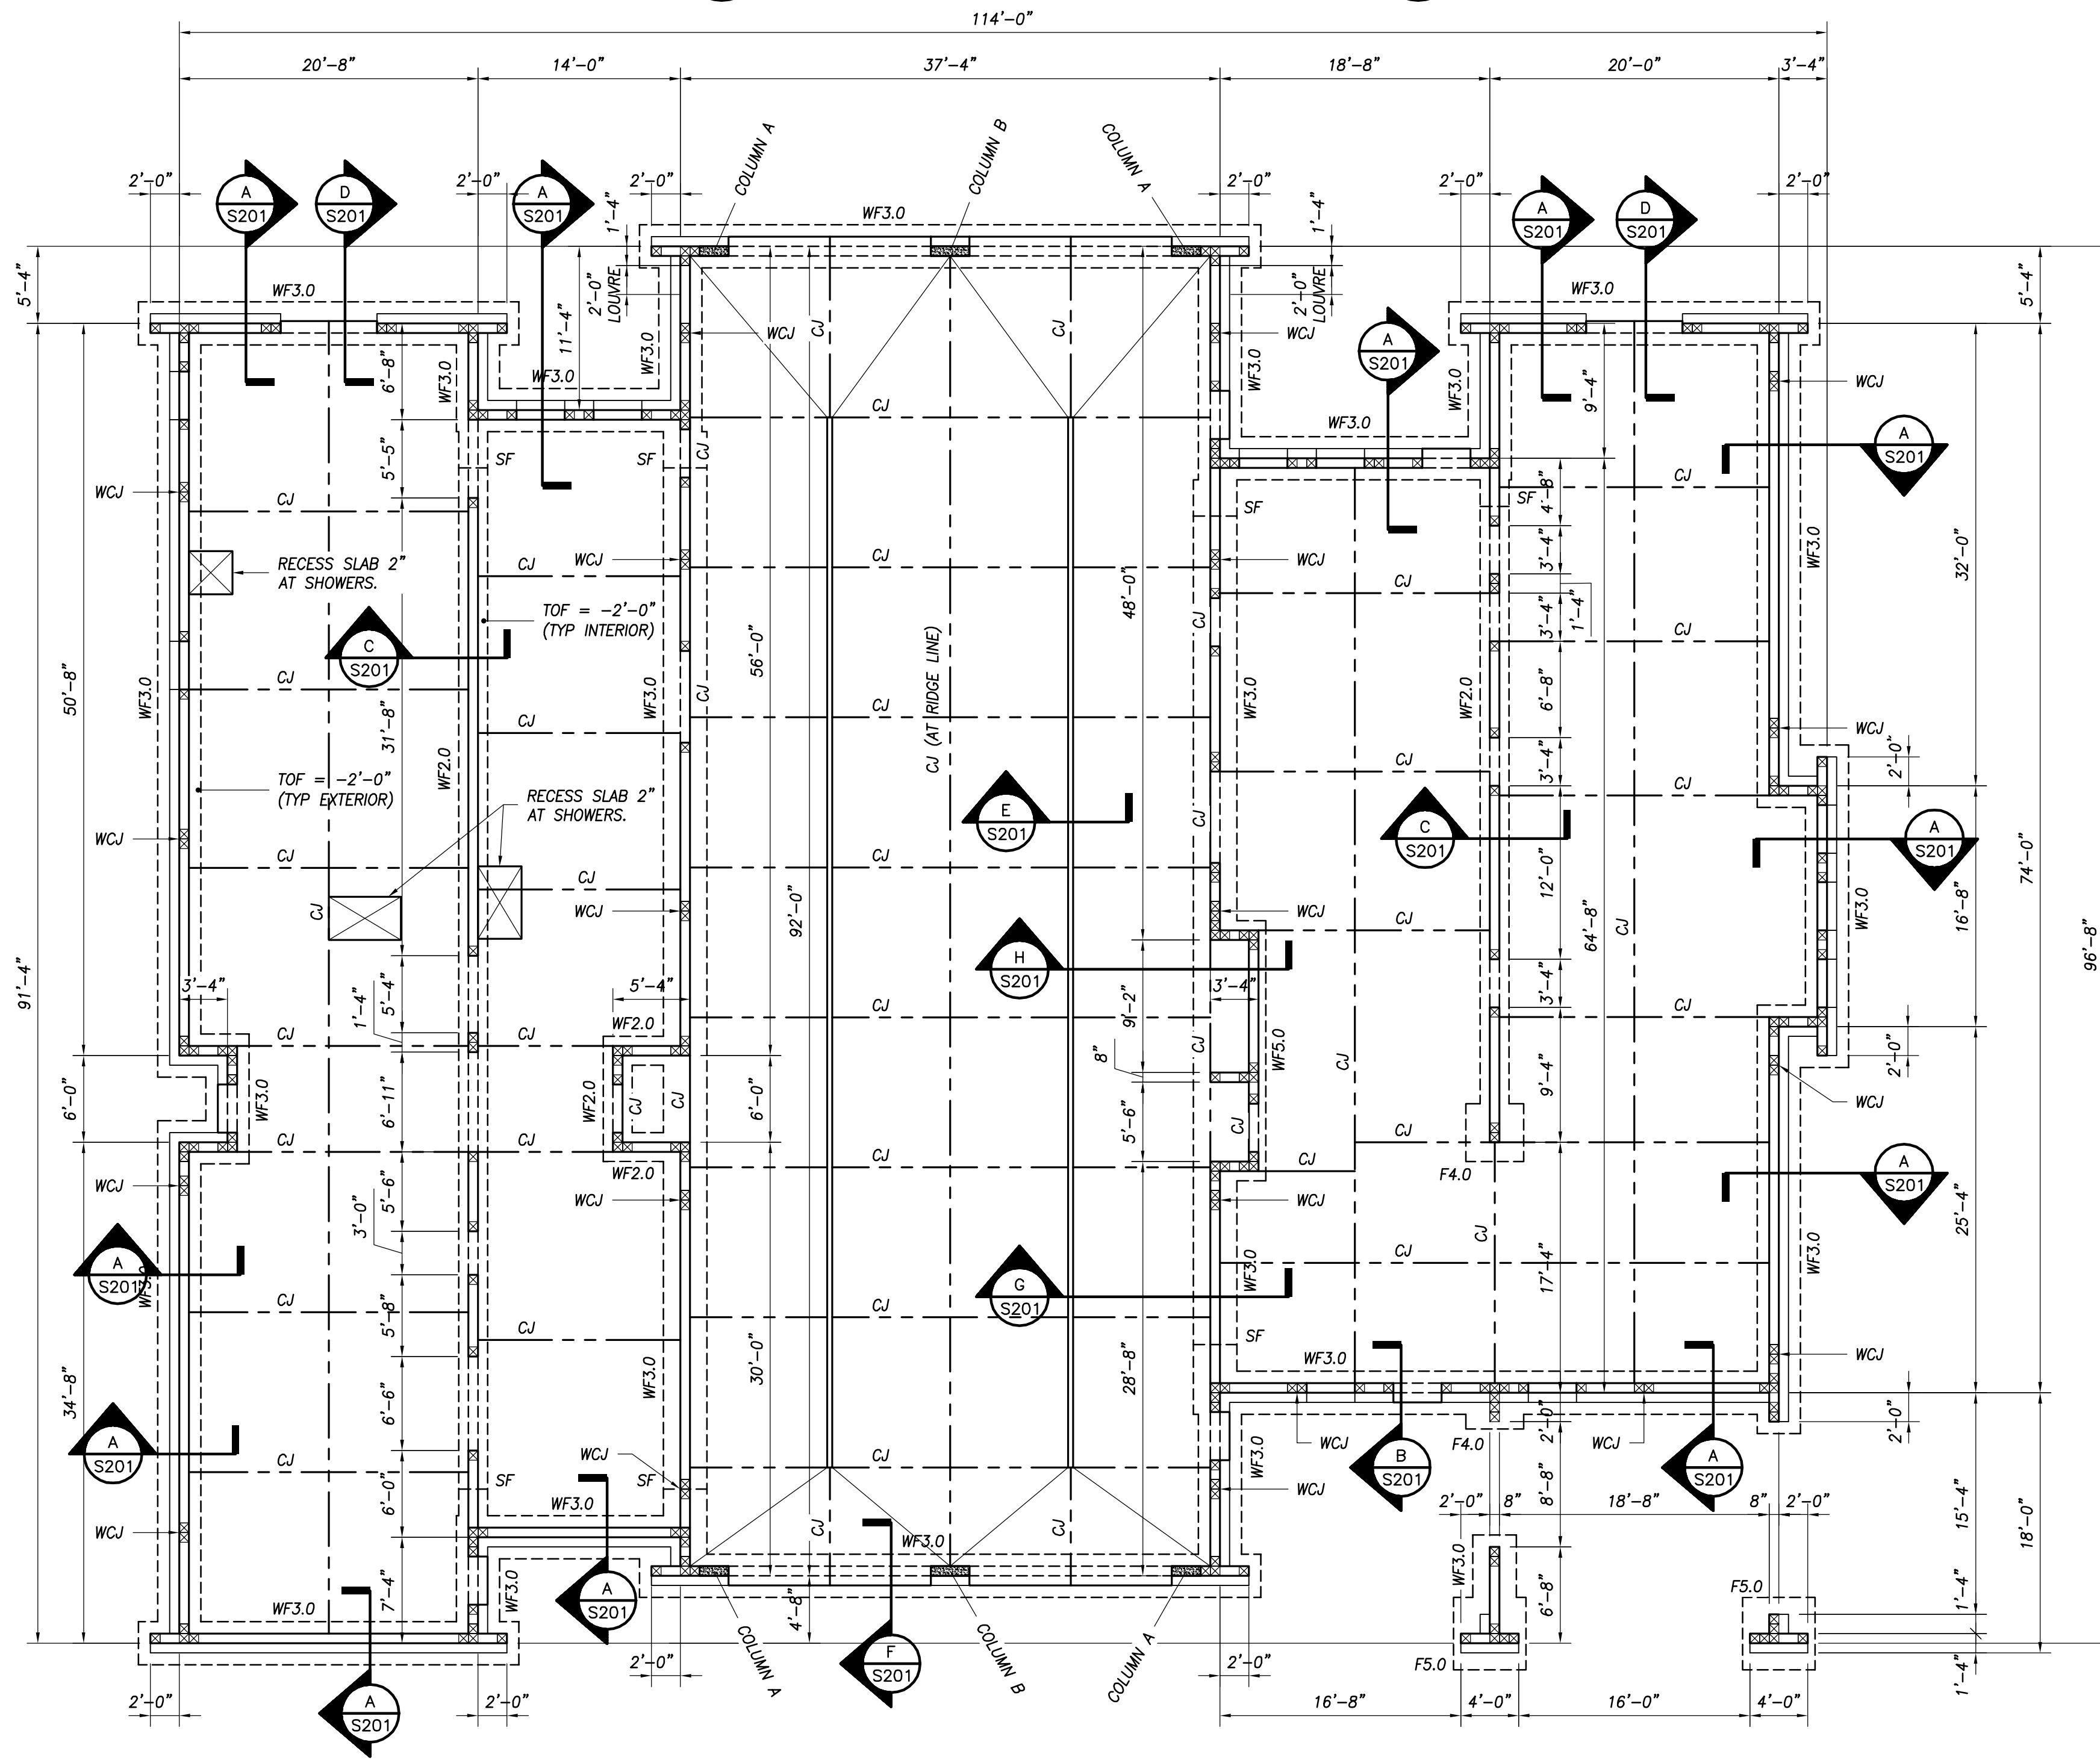 114'-0"
20'-8"
14'-0"
37'-4"
18'-8"
20'-0"
3'-4"
COLUMN A
COLUMN B
COLUMN A
2'-0"
A
S201
D
S201
2'-0"
A
S201
2'-0"
1'-4"
WF3.0
2'-0"
1'-4"
2'-0"
A
S201
D
S201
2'-0"
5'-4"
WF3.0
11'-4"
2'-0"
LOUVRE
WF3.0
WCJ
CJ
CJ
2'-0"
LOUVRE
WCJ
WF3.0
A
S201
WF3.0
WF3.0
9'-4"
WCJ
5'-4"
6'-8"
WF3.0
WF3.0
CJ
WF3.0
A
S201
5'-5"
SF
SF
CJ
WCJ
CJ
SF
4'-8"
SF
CJ
WF3.0
32'-0"
RECESS SLAB 2"
AT SHOWERS.
CJ
WCJ
CJ
48'-0"
WCJ
3'-4"
CJ
3'-4"
1'-4"
TOF = -2'-0"
(TYP INTERIOR)
C
S201
56'-0"
CJ (AT RIDGE LINE)
CJ
CJ
50'-8"
WF3.0
CJ
31'-8"
CJ
WF3.0
CJ
CJ
WF3.0
WF2.0
6'-8"
WCJ
TOF = -2'-0"
(TYP EXTERIOR)
WF2.0
RECESS SLAB 2"
AT SHOWERS.
E
S201
CJ
CJ
C
S201
3'-4"
CJ
2'-0"
A
S201
WCJ
CJ
CJ
CJ
WCJ
CJ
92'-0"
WCJ
CJ
12'-0"
64'-8"
CJ
WF3.0
16'-8"
74'-0"
96'-8"
91'-4"
3'-4"
1'-4"
5'-4"
5'-4"
WF2.0
H
S201
3'-4"
9'-2"
3'-4"
CJ
CJ
CJ
CJ
CJ
8"
WF5.0
CJ
9'-4"
2'-0"
WCJ
6'-0"
WF3.0
6'-11"
WF2.0
CJ
CJ
6'-0"
5'-6"
CJ
CJ
CJ
CJ
WF2.0
CJ
CJ
F4.0
A
S201
WCJ
3'-0"
5'-6"
WCJ
WCJ
CJ
25'-4"
A
S201
WF3.0
CJ
5'-8"
CJ
G
S201
CJ
WF3.0
CJ
17'-4"
WF3.0
34'-8"
6'-6"
WF3.0
30'-0"
28'-8"
SF
WF3.0
WCJ
A
S201
CJ
SF
WCJ
SF
CJ
WF3.0
WCJ
WCJ
B
S201
F4.0
2'-0"
WCJ
A
S201
2'-0"
6'-0"
WF3.0
WCJ
CJ
CJ
WF3.0
2'-0"
8"
8'-8"
18'-8"
8"
2'-0"
15'-4"
18'-0"
7'-4"
WF3.0
WF3.0
A
S201
4'-8"
WF3.0
6'-8"
F5.0
1'-4"
COLUMN A
F
S201
COLUMN B
COLUMN A
F5.0
1'-4"
2'-0"
2'-0"
2'-0"
A
S201
2'-0"
16'-8"
4'-0"
16'-0"
4'-0"